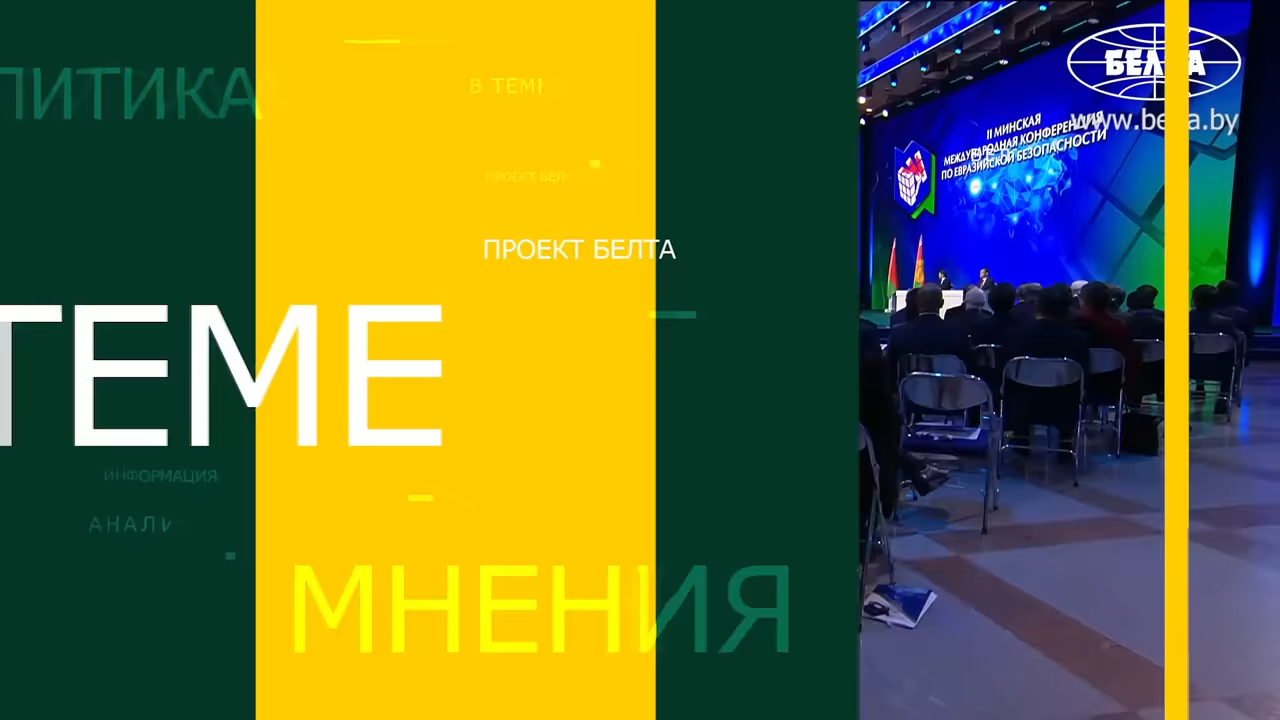 ЛИТИКА
В ТЕМЕ
ПРОЕКТ БЕЛ
ПРОЕКТ БЕЛТА
ТЕМЕ
ИНФОРМАЦИЯ
АНАЛИ
МНЕНИЯ
БЕЛТА
www.belta.by
II МИНСКАЯ
МЕЖДУНАРОДНАЯ КОНФЕРЕНЦИЯ
ПО ЕВРАЗИЙСКОЙ БЕЗОПАСНОСТИ